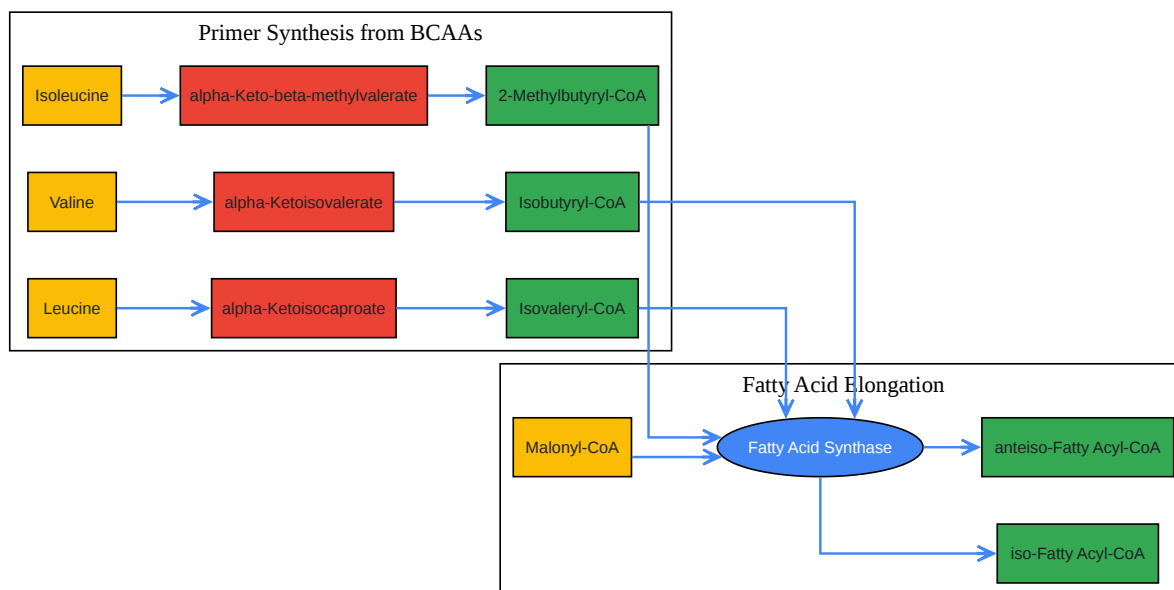 Primer Synthesis from BCAAs
Isoleucine
alpha-Keto-beta-methylvalerate
2-Methylbutyryl-CoA
Valine
alpha-Ketoisovalerate
Isobutyryl-CoA
Leucine
alpha-Ketoisocaproate
Isovaleryl-CoA
Fatty Acid Elongation
Malonyl-CoA
Fatty Acid Synthase
anteiso-Fatty Acyl-CoA
iso-Fatty Acyl-CoA